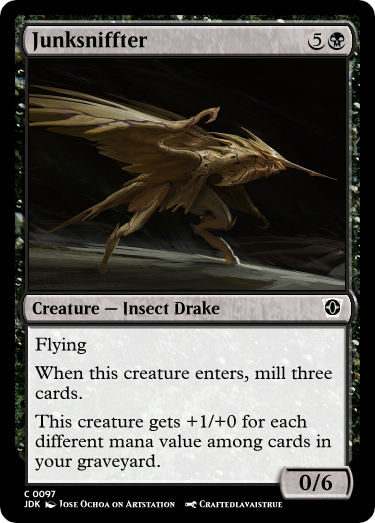 Junksniffter 5
Creature — Insect Drake
Flying
When this creature enters, mill three
cards.
This creature gets +1/+0 for each
different mana value among cards in
your graveyard.
0/6
C 0097
JDK Jose Ochoa on Artstation Craftedlavaistrue